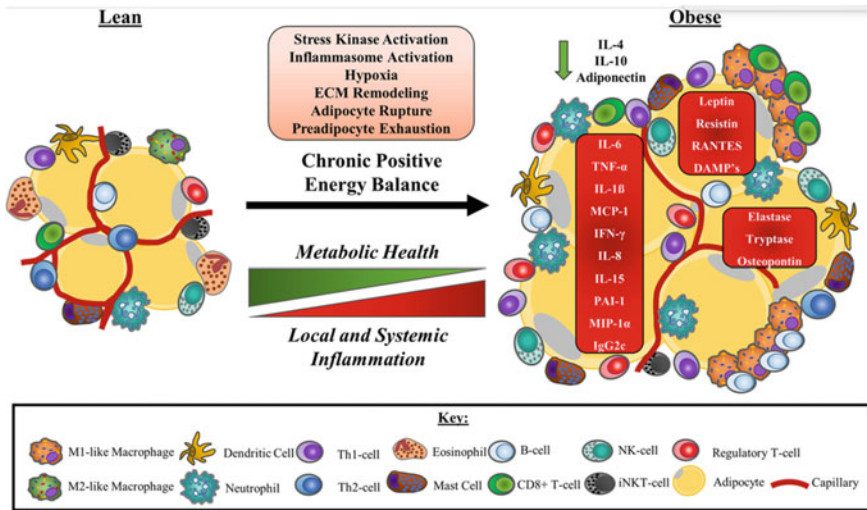 Lean
Obese
Stress Kinase Activation
Inflammasome Activation
Hypoxia
ECM Remodeling
Adipocyte Rupture
Preadipocyte Exhaustion
Chronic Positive
Energy Balance
Metabolic Health
Local and Systemic
Inflammation
IL-4
IL-10
Adiponectin
IL-6
TNF-α
IL-1ß
MCP-1
IFN-γ
IL-8
IL-15
PAI-1
MIP-1α
IgG2c
Leptin
Resistin
RANTES
DAMP's
Elastase
Tryptase
Osteopontin
Key:
M1-like Macrophage
Dendritic Cell
Th1-cell
Eosinophil
B-cell
NK-cell
Regulatory T-cell
M2-like Macrophage
Neutrophil
Th2-cell
Mast Cell
CD8+ T-cell
iNKT-cell
Adipocyte
Capillary